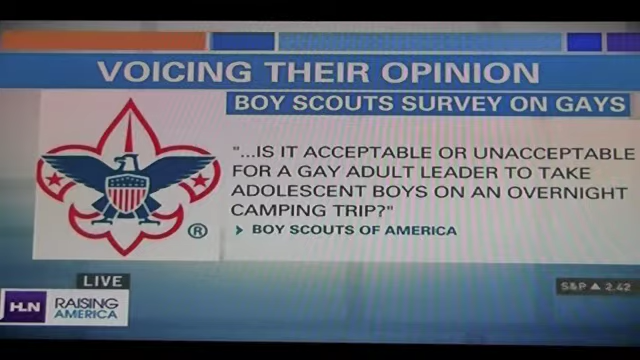 VOICING THEIR OPINION
BOY SCOUTS SURVEY ON GAYS
"...IS IT ACCEPTABLE OR UNACCEPTABLE
FOR A GAY ADULT LEADER TO TAKE
ADOLESCENT BOYS ON AN OVERNIGHT
CAMPING TRIP?"
BOY SCOUTS OF AMERICA
®
LIVE
HLN RAISING
AMERICA
S&P ▲ 2.42